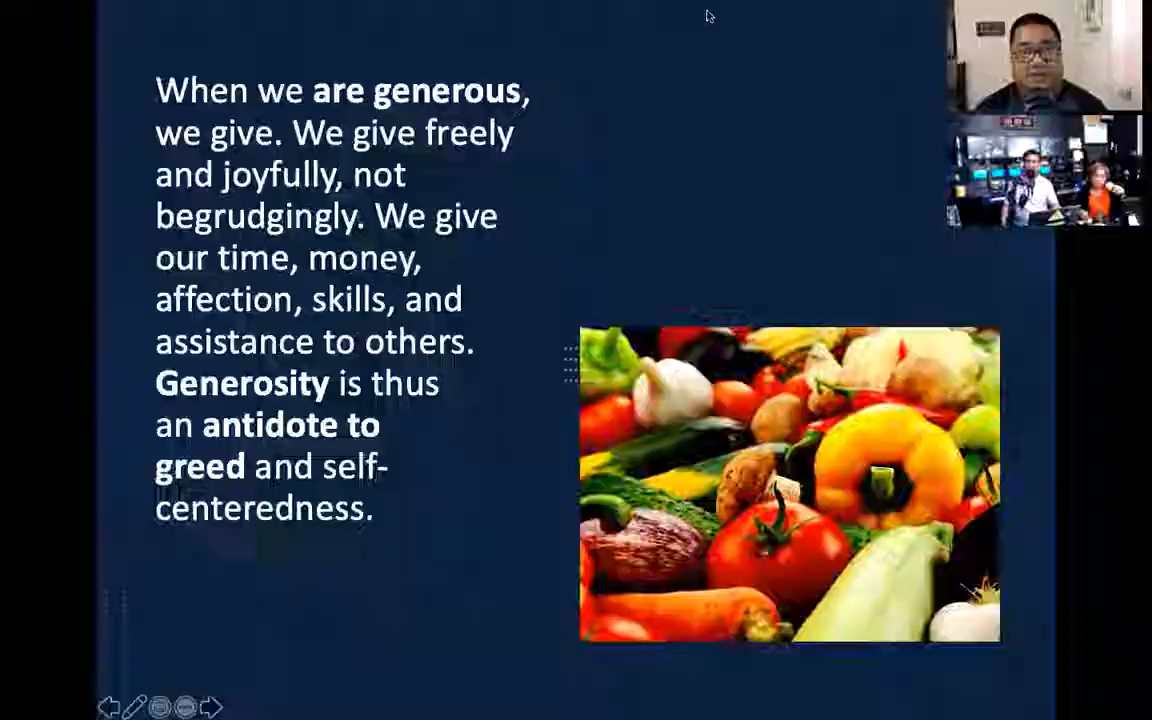 When we are generous,
we give. We give freely
and joyfully, not
begrudgingly. We give
our time, money,
affection, skills, and
assistance to others.
Generosity is thus
an antidote to
greed and self-
centeredness.